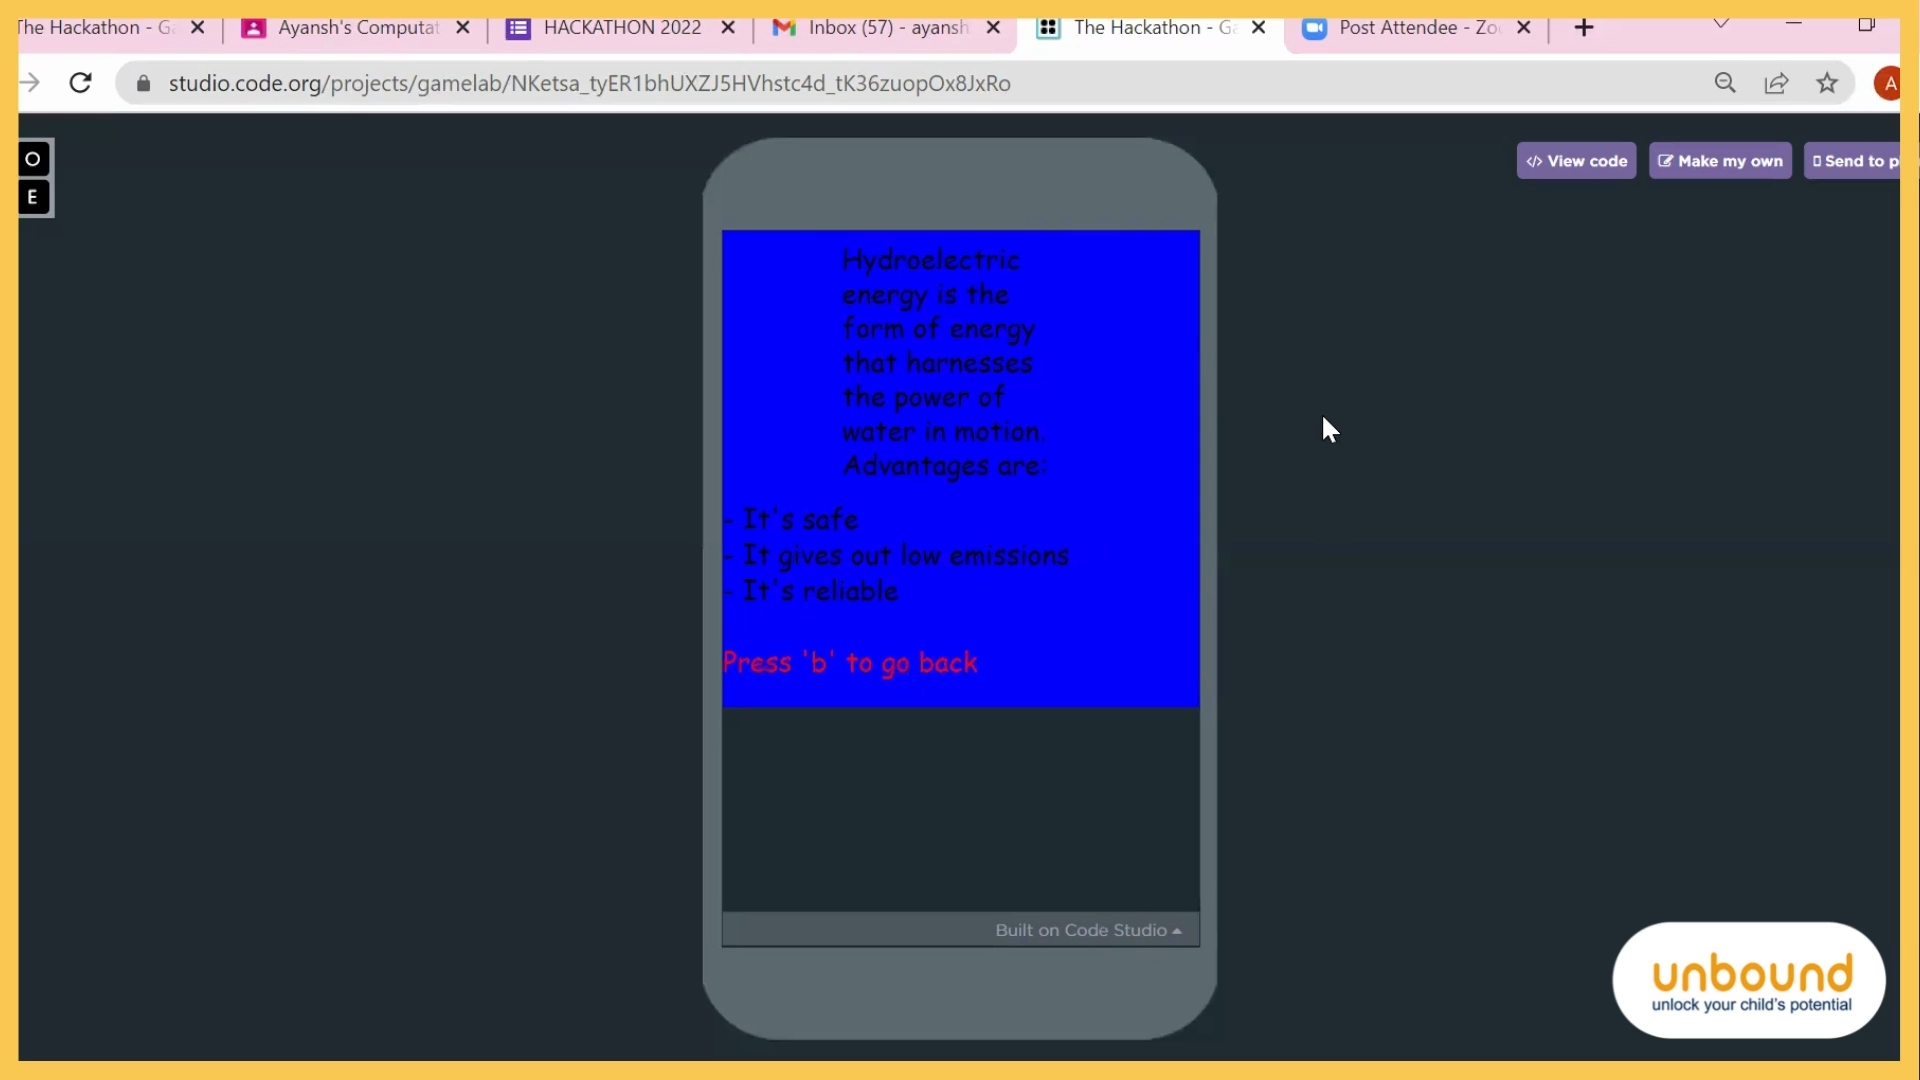 The Hackathon - Ga
Ayansh's Computat
HACKATHON 2022
Inbox (57) - ayansh
The Hackathon - Ga
Post Attendee - Zoo
studio.code.org/projects/gamelab/NKetsa_tyER1bhUXZJ5HVhstc4d_tK36zuopOx8JxRo
A
O
E
View code
Make my own
Send to p
Hydroelectric
energy is the
form of energy
that harnesses
the power of
water in motion.
Advantages are:
- It's safe
- It gives out low emissions
- It's reliable
Press 'b' to go back
Built on Code Studio
unbound
unlock your child's potential